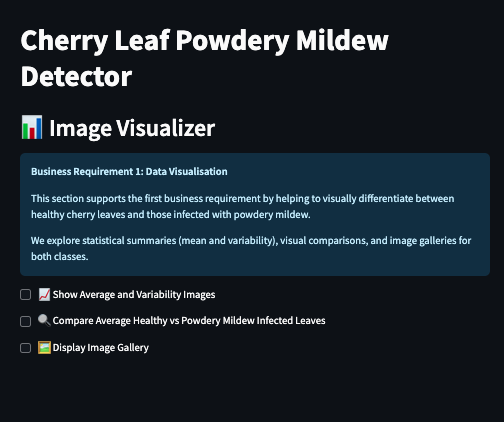 Cherry Leaf Powdery Mildew
Detector
📊 Image Visualizer
Business Requirement 1: Data Visualisation
This section supports the first business requirement by helping to visually differentiate between
healthy cherry leaves and those infected with powdery mildew.
We explore statistical summaries (mean and variability), visual comparisons, and image galleries for
both classes.
📈 Show Average and Variability Images
🔍 Compare Average Healthy vs Powdery Mildew Infected Leaves
🖼️ Display Image Gallery